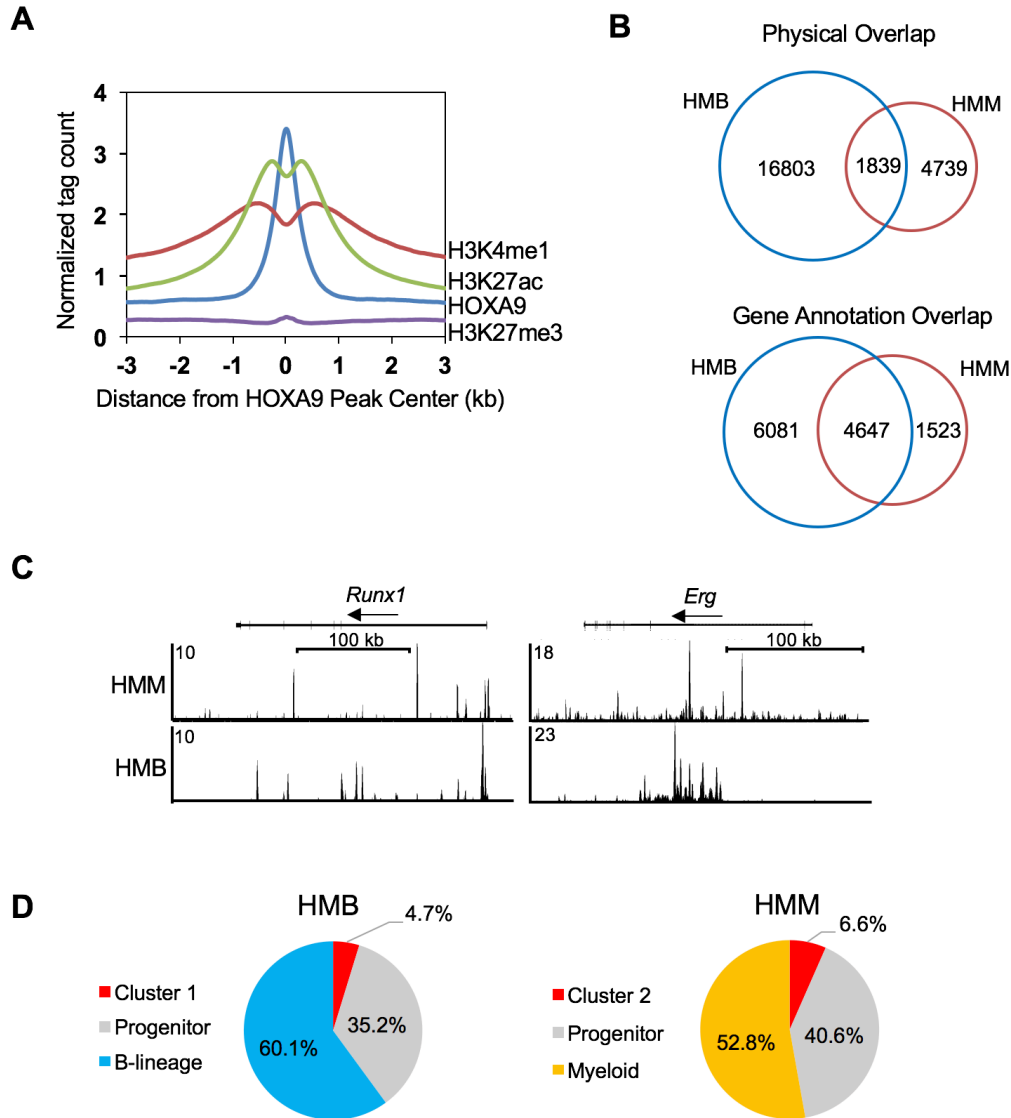 A
Normalized tag count
4
3
2
1
0
-3 -2 -1 0 1 2 3
Distance from HOXA9 Peak Center (kb)
H3K4me1
H3K27ac
HOXA9
H3K27me3
B
Physical Overlap
HMB HMM
16803 1839 4739
Gene Annotation Overlap
HMB HMM
6081 4647 1523
C
Runx1 Erg
100 kb 100 kb
HMM 10 18
HMB 10 23
D
HMB
4.7%
35.2%
60.1%
Cluster 1
Progenitor
B-lineage
HMM
6.6%
40.6%
52.8%
Cluster 2
Progenitor
Myeloid